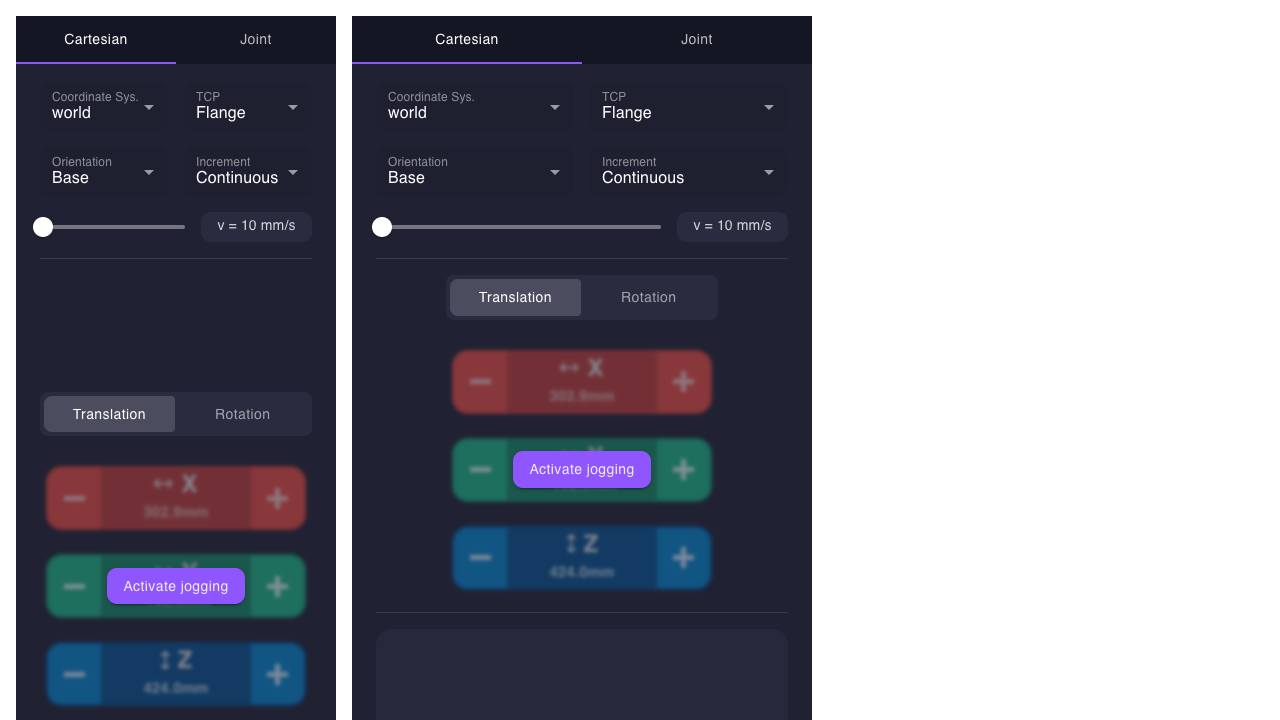 Cartesian Joint
Coordinate Sys. TCP
world Flange
Orientation Increment
Base Continuous
v = 10 mm/s
Translation Rotation
X
302.9mm
Activate jogging
Z
424.0mm
Cartesian Joint
Coordinate Sys. TCP
world Flange
Orientation Increment
Base Continuous
v = 10 mm/s
Translation Rotation
X
302.9mm
Activate jogging
Z
424.0mm